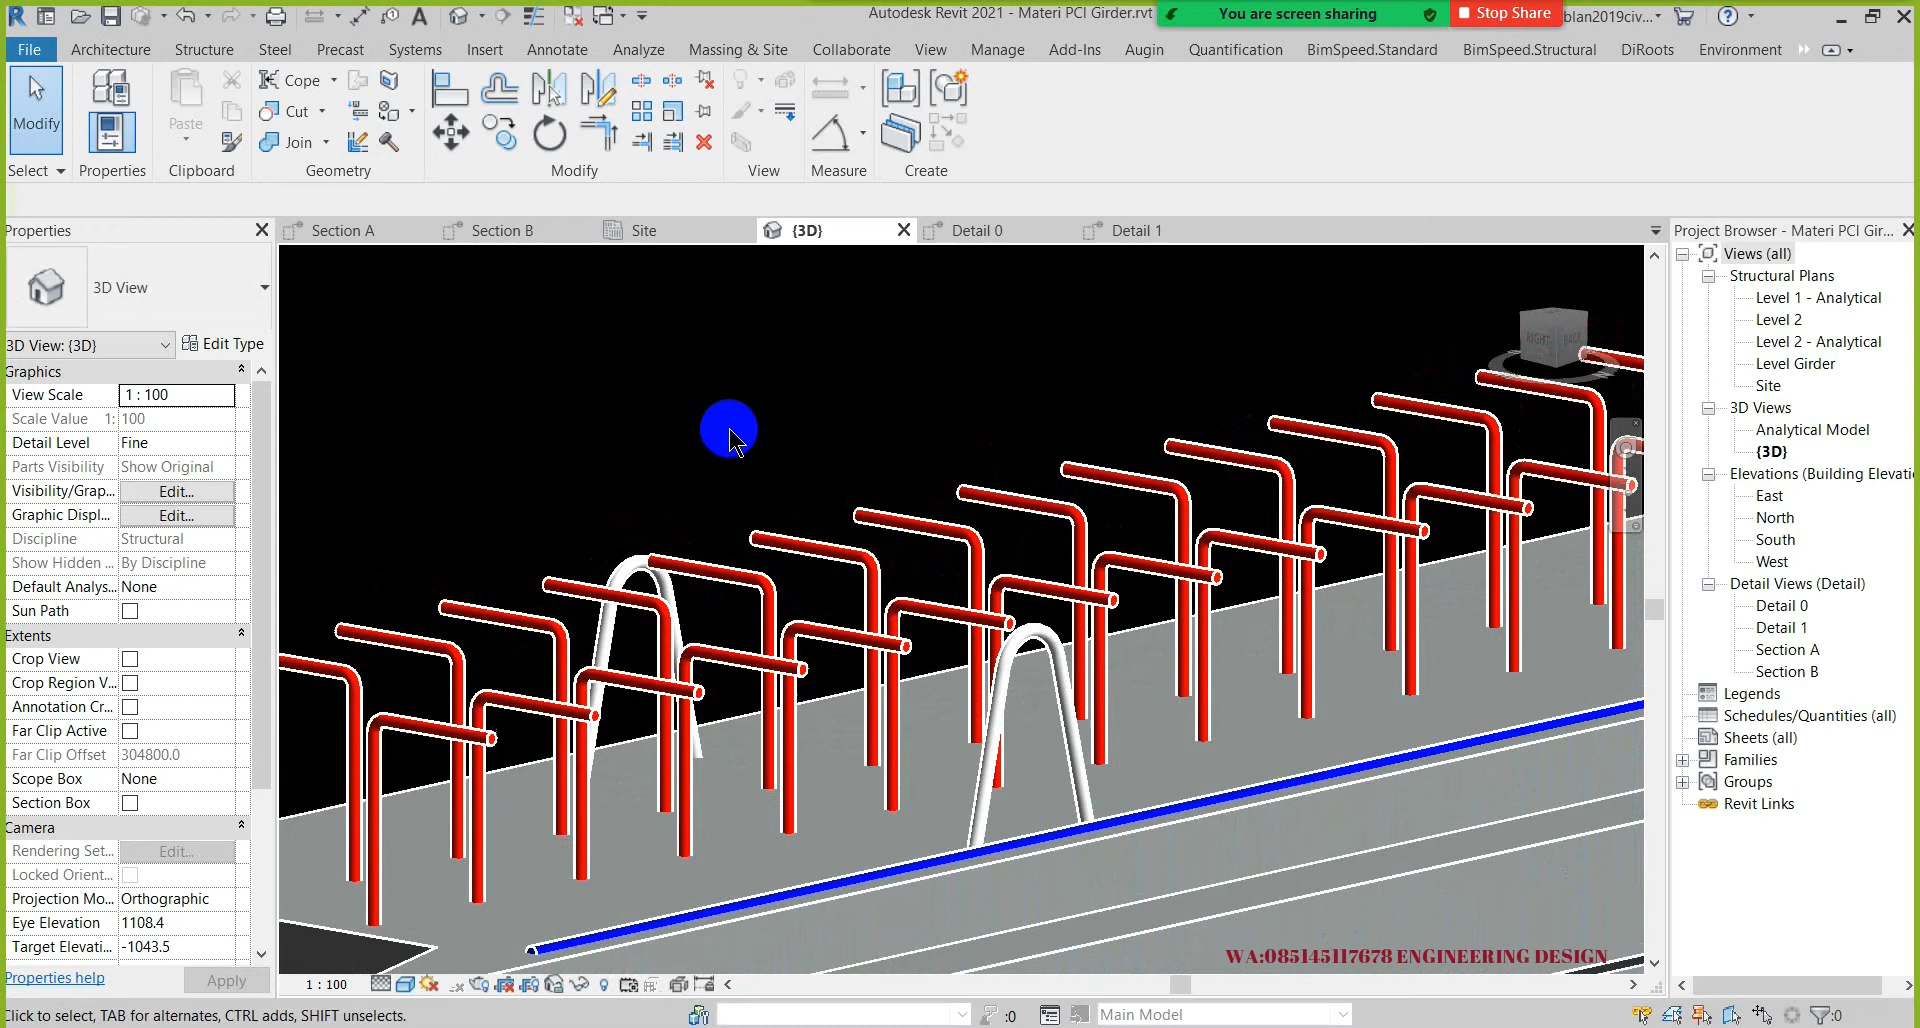 Autodesk Revit 2021 - Materi PCI Girder.rvt
You are screen sharing
Stop Share
blan2019civ...
File Architecture Structure Steel Precast Systems Insert Annotate Analyze Massing & Site Collaborate View Manage Add-Ins Augin Quantification BimSpeed.Standard BimSpeed.Structural DiRoots Environment
Modify
Paste
Cope
Cut
Join
Select Properties Clipboard Geometry Modify View Measure Create
Properties
Section A Section B Site {3D} Detail 0 Detail 1
Project Browser - Materi PCI Gir...
3D View
3D View: {3D}
Edit Type
Graphics
View Scale 1 : 100
Scale Value 1: 100
Detail Level Fine
Parts Visibility Show Original
Visibility/Grap... Edit...
Graphic Displ... Edit...
Discipline Structural
Show Hidden ... By Discipline
Default Analys... None
Sun Path
Extents
Crop View
Crop Region V...
Annotation Cr...
Far Clip Active
Far Clip Offset 304800.0
Scope Box None
Section Box
Camera
Rendering Set... Edit...
Locked Orient...
Projection Mo... Orthographic
Eye Elevation 1108.4
Target Elevati... -1043.5
Properties help
Apply
RIGHT BACK
WA:085145117678 ENGINEERING DESIGN
Views (all)
Structural Plans
Level 1 - Analytical
Level 2
Level 2 - Analytical
Level Girder
Site
3D Views
Analytical Model
{3D}
Elevations (Building Elevati
East
North
South
West
Detail Views (Detail)
Detail 0
Detail 1
Section A
Section B
Legends
Schedules/Quantities (all)
Sheets (all)
Families
Groups
Revit Links
1 : 100
Click to select, TAB for alternates, CTRL adds, SHIFT unselects.
:0
Main Model
:0